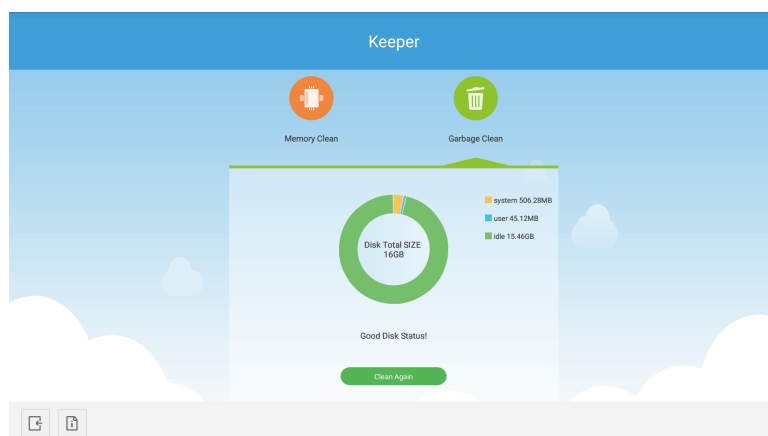 Keeper
Memory Clean
Garbage Clean
system 506.28MB
user 45.12MB
idle 15.46GB
Disk Total SIZE
16GB
Good Disk Status!
Clean Again